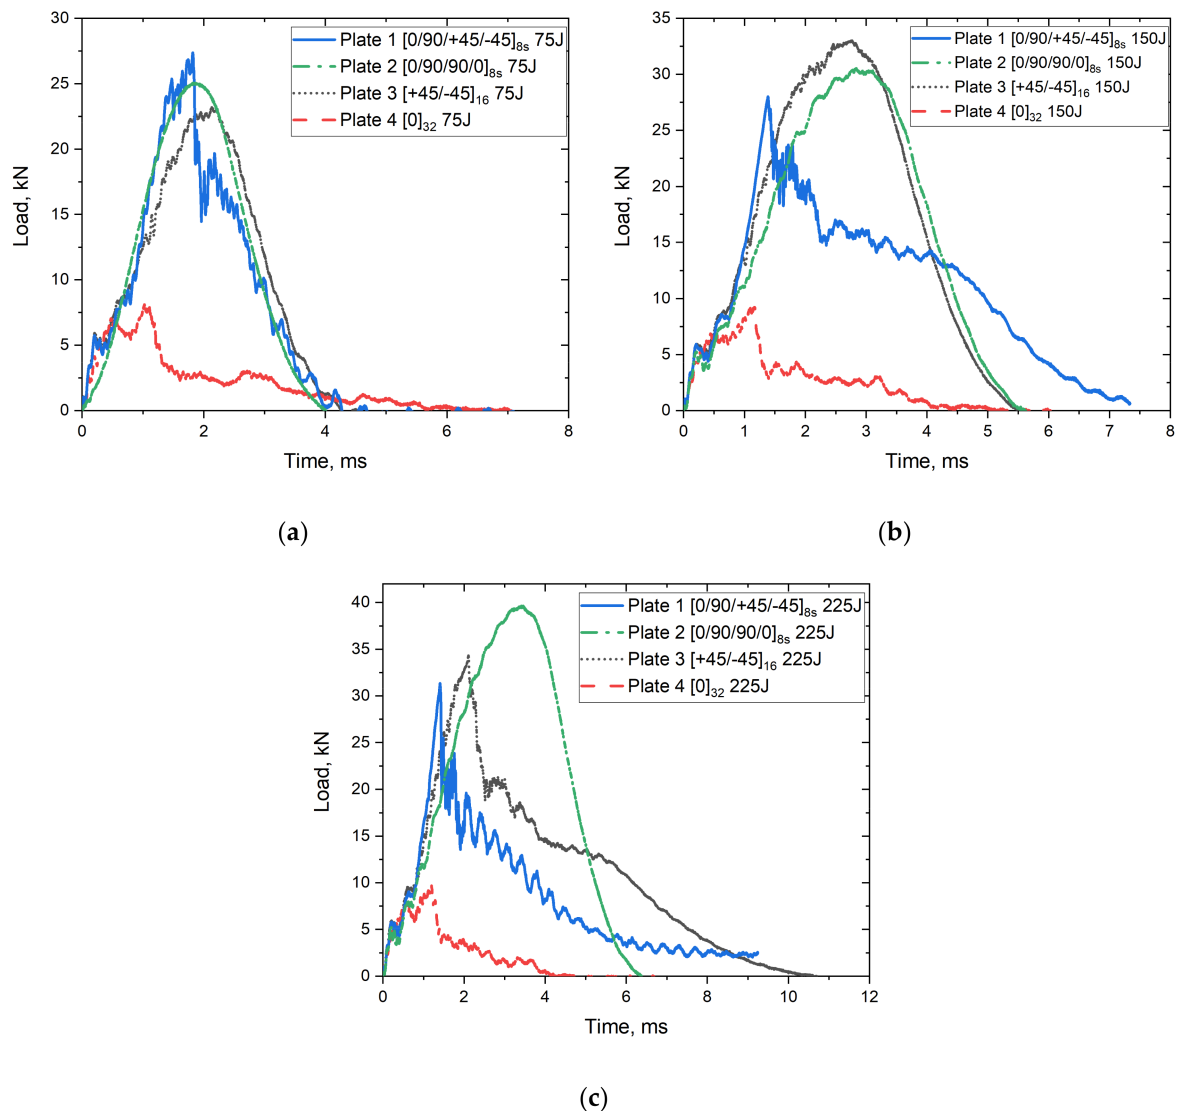 Load, kN
30
25
20
15
10
5
0
0 2 4 6 8
Time, ms
Plate 1 [0/90/+45/-45]8s 75J
Plate 2 [0/90/90/0]8s 75J
Plate 3 [+45/-45]16 75J
Plate 4 [0]32 75J
(a)
Load, kN
35
30
25
20
15
10
5
0
0 1 2 3 4 5 6 7 8
Time, ms
Plate 1 [0/90/+45/-45]8s 150J
Plate 2 [0/90/90/0]8s 150J
Plate 3 [+45/-45]16 150J
Plate 4 [0]32 150J
(b)
Load, kN
40
35
30
25
20
15
10
5
0
0 2 4 6 8 10 12
Time, ms
Plate 1 [0/90/+45/-45]8s 225J
Plate 2 [0/90/90/0]8s 225J
Plate 3 [+45/-45]16 225J
Plate 4 [0]32 225J
(c)